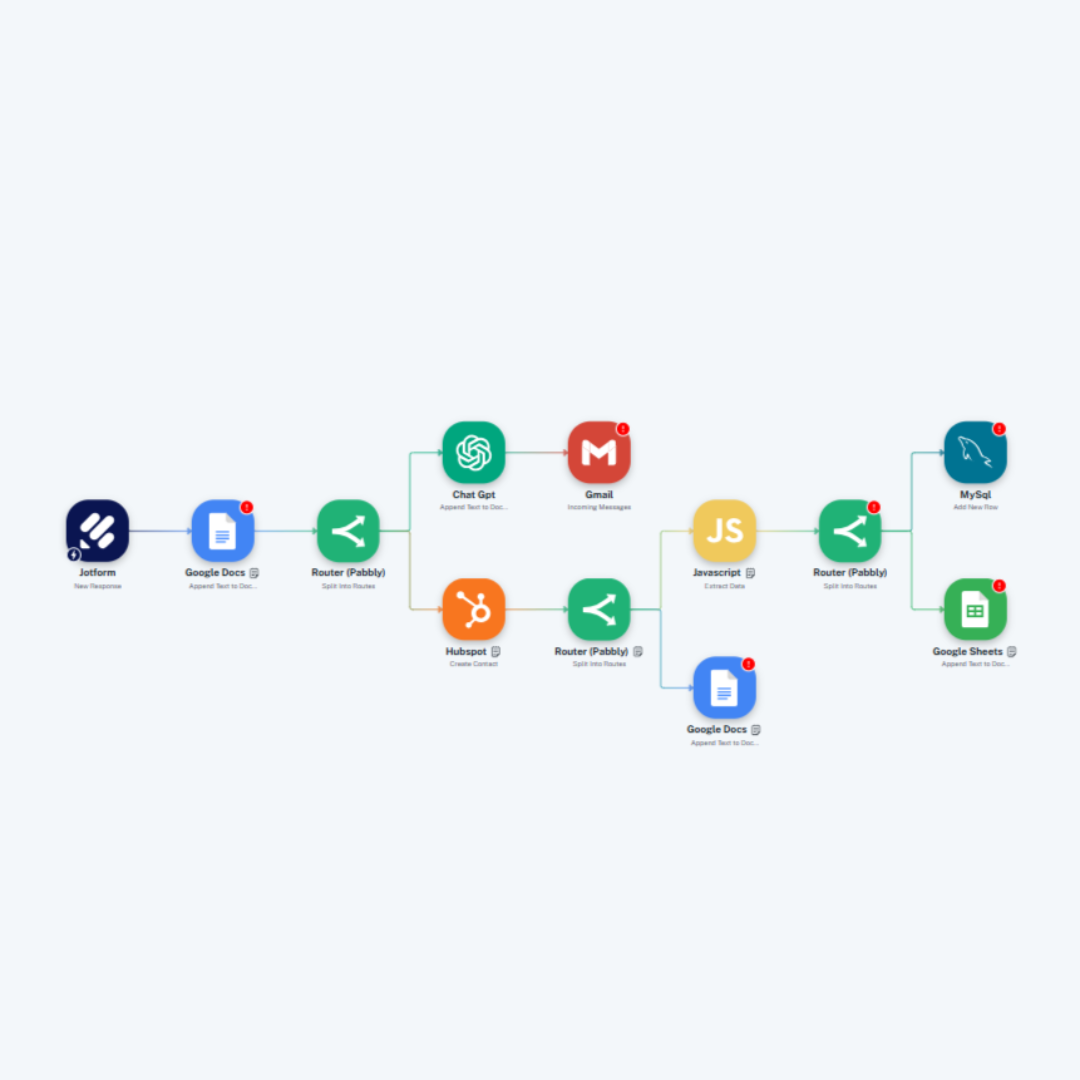 Chat Gpt
Append Text to Doc...
Gmail
Incoming Messages
MySql
Add New Row
Jotform
New Response
Google Docs
Append Text to Doc...
Router (Pabbly)
Split Into Routes
JS
Javascript
Extract Data
Router (Pabbly)
Split Into Routes
Hubspot
Create Contact
Router (Pabbly)
Split Into Routes
Google Sheets
Append Text to Doc...
Google Docs
Append Text to Doc...